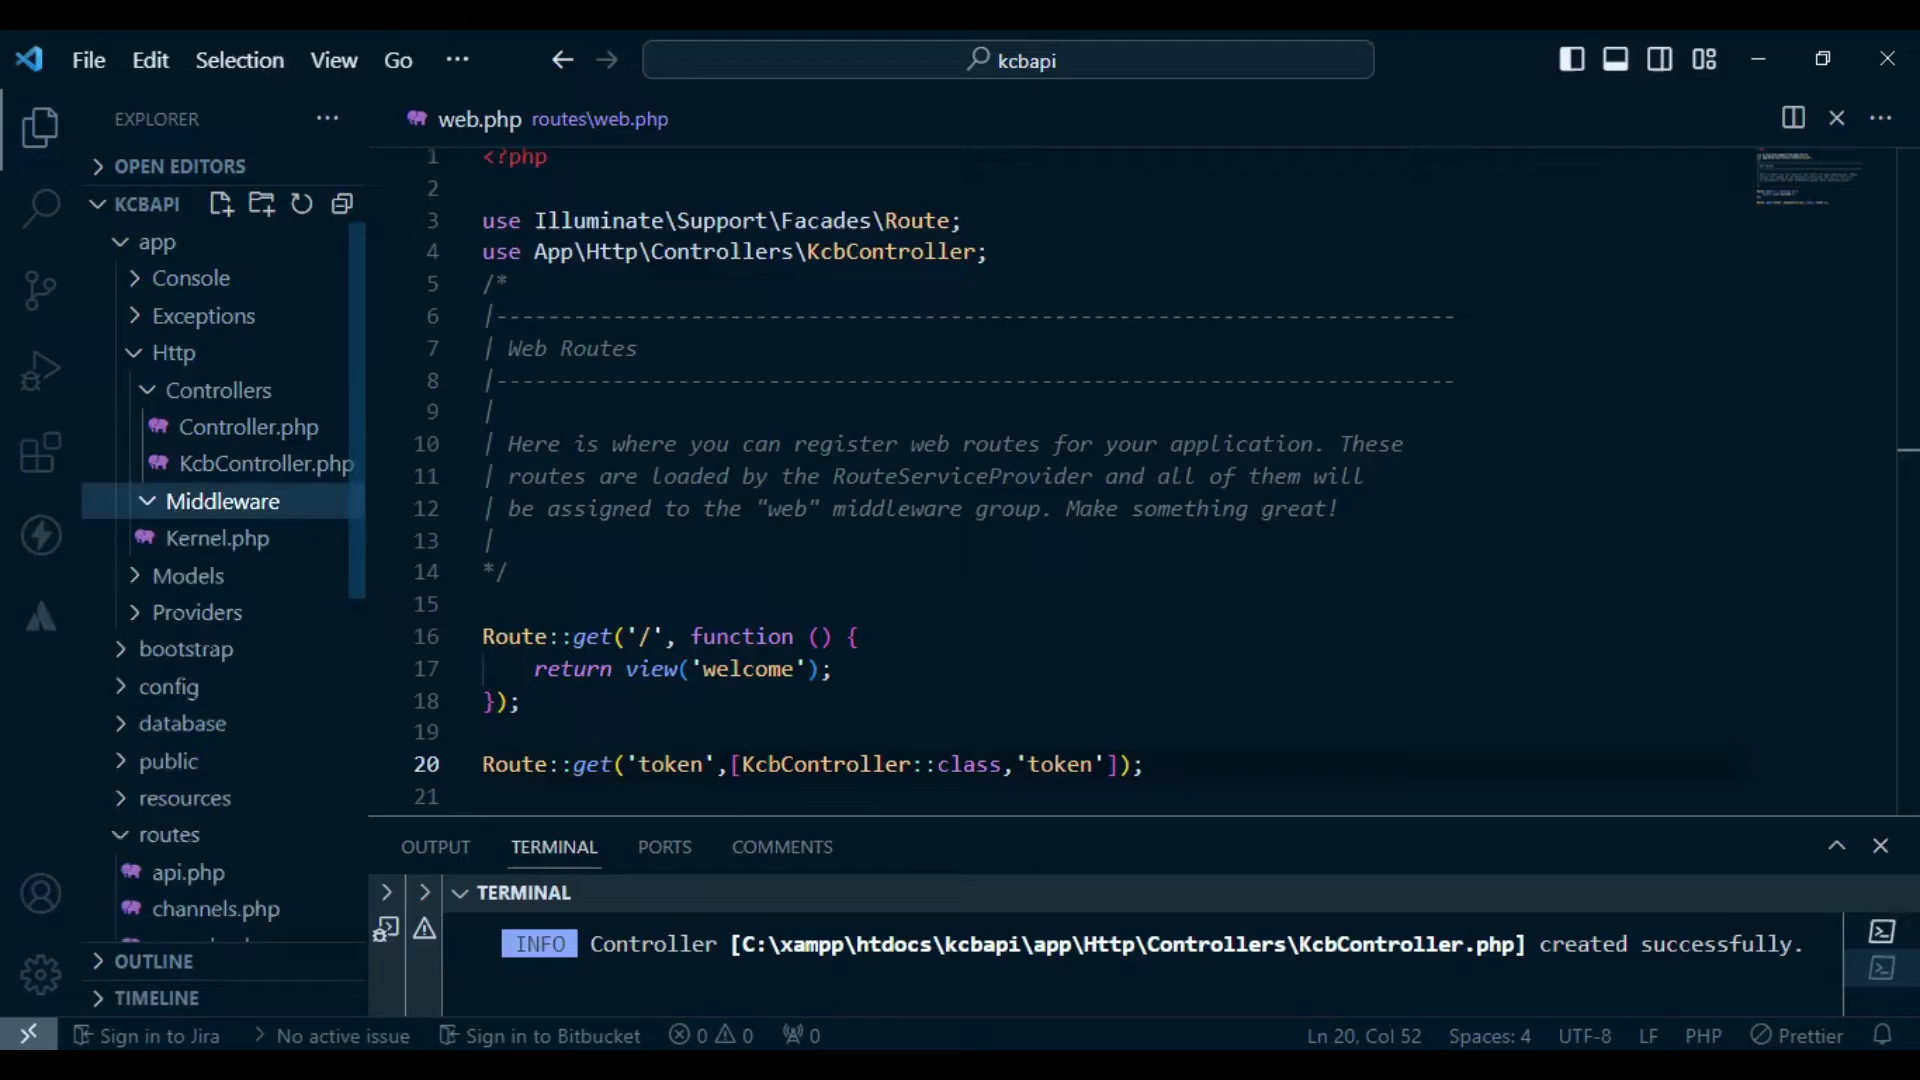 File Edit Selection View Go ··· kcbapi
EXPLORER ···
web.php routes\web.php
OPEN EDITORS
KCBAPI
app
Console
Exceptions
Http
Controllers
Controller.php
KcbController.php
Middleware
Kernel.php
Models
Providers
bootstrap
config
database
public
resources
routes
api.php
channels.php
OUTLINE
TIMELINE
1 <?php
2
3 use Illuminate\Support\Facades\Route;
4 use App\Http\Controllers\KcbController;
5 /*
6 |--------------------------------------------------------------------------
7 | Web Routes
8 |--------------------------------------------------------------------------
9 |
10 | Here is where you can register web routes for your application. These
11 | routes are loaded by the RouteServiceProvider and all of them will
12 | be assigned to the "web" middleware group. Make something great!
13 |
14 */
15
16 Route::get('/', function () {
17 return view('welcome');
18 });
19
20 Route::get('token',[KcbController::class,'token']);
21
OUTPUT TERMINAL PORTS COMMENTS
TERMINAL
INFO Controller [C:\xampp\htdocs\kcbapi\app\Http\Controllers\KcbController.php] created successfully.
Sign in to Jira No active issue Sign in to Bitbucket 0 0 0 Ln 20, Col 52 Spaces: 4 UTF-8 LF PHP Prettier